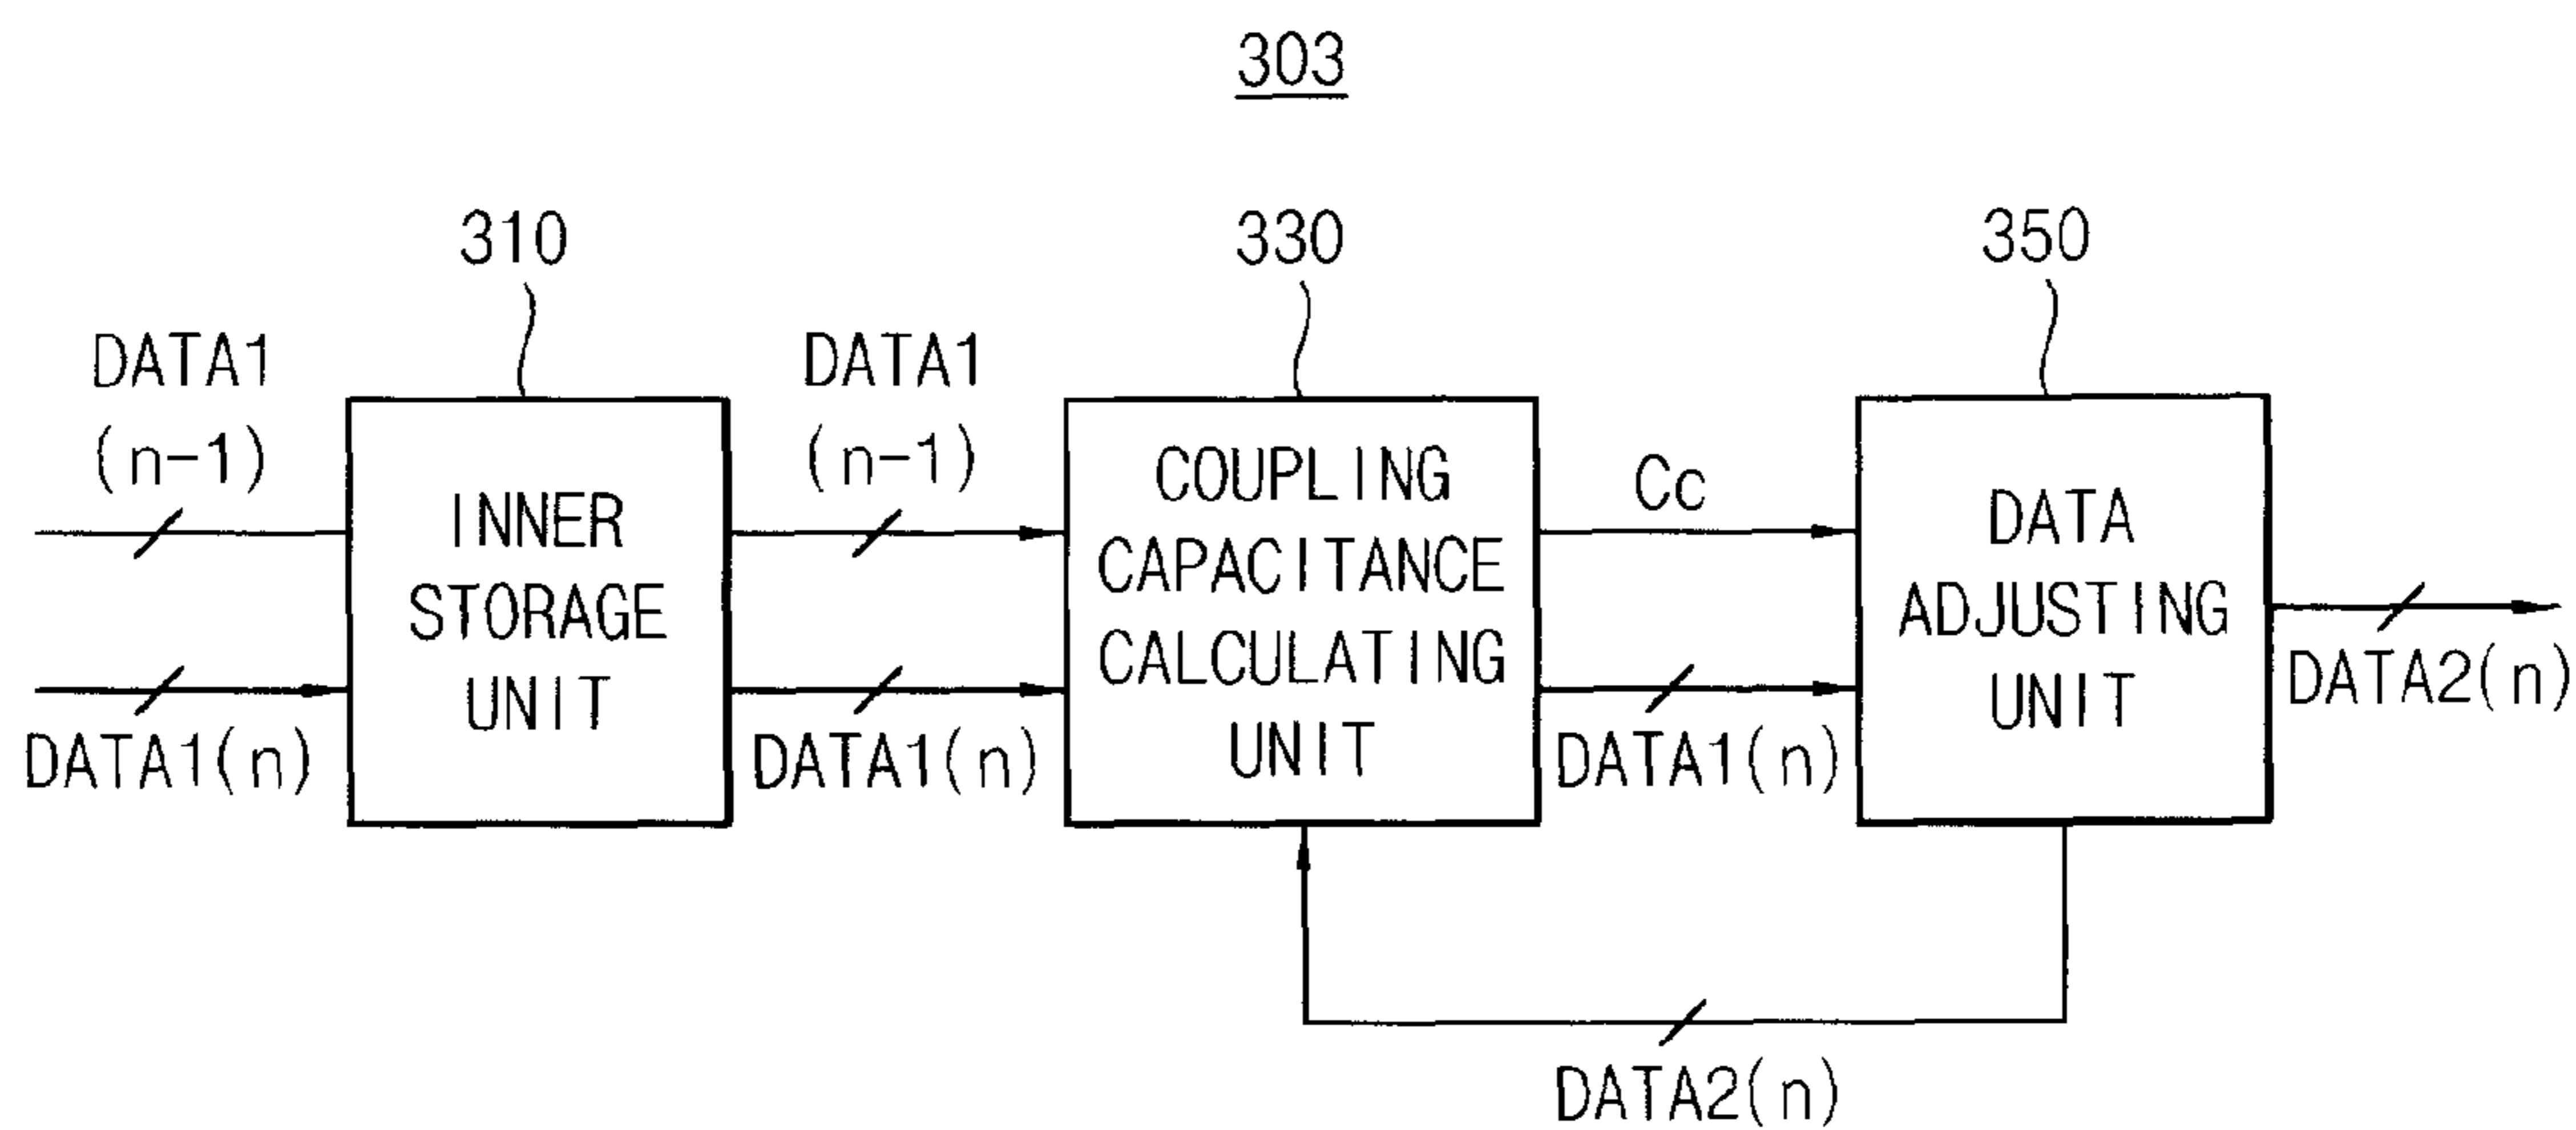 303
310
330
350
DATA1
(n-1)
DATA1(n)
INNER
STORAGE
UNIT
DATA1
(n-1)
DATA1(n)
COUPLING
CAPACITANCE
CALCULATING
UNIT
Cc
DATA1(n)
DATA
ADJUSTING
UNIT
DATA2(n)
DATA2(n)